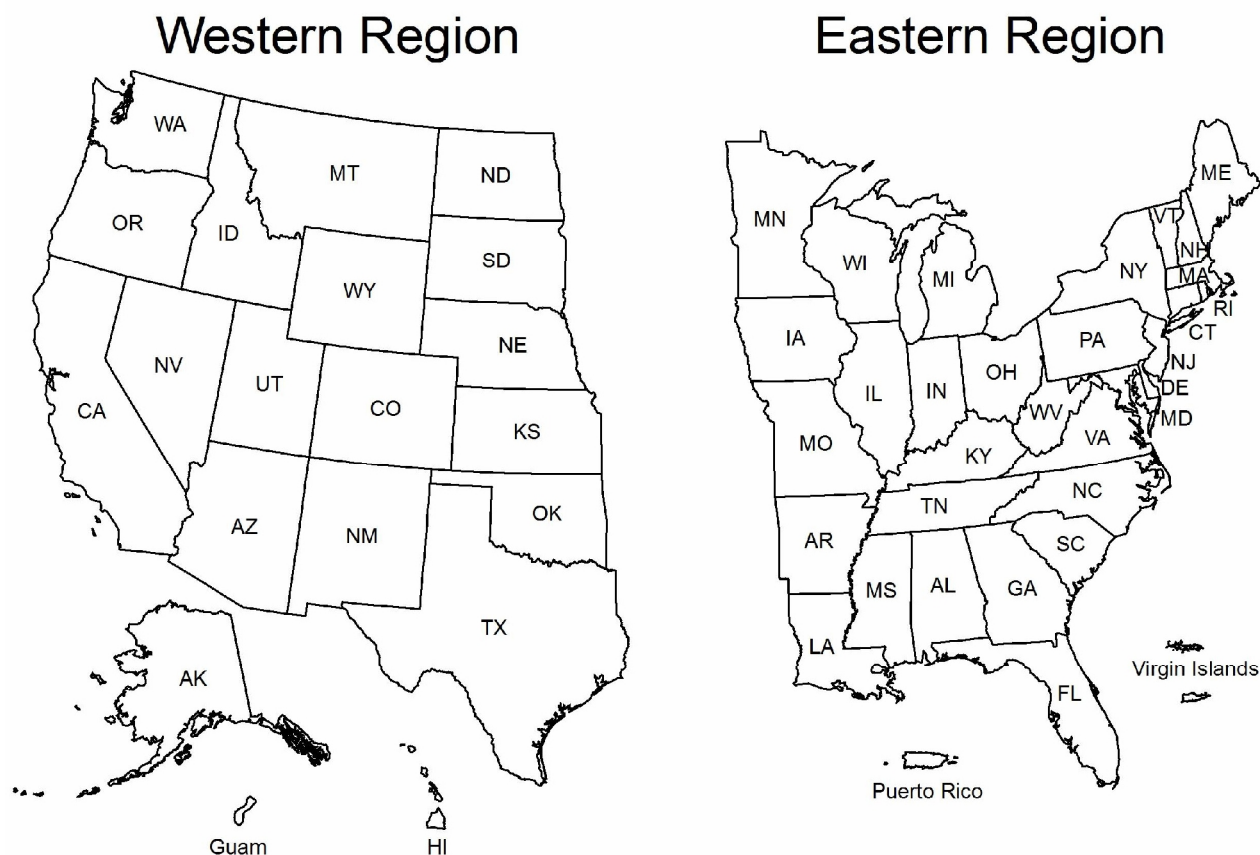 Western Region
WA
MT
ND
OR
ID
SD
WY
NE
NV
UT
CO
CA
KS
AZ
NM
OK
TX
AK
Guam
HI
Eastern Region
ME
VT
MN
NH
WI
NY
MI
MA
RI
CT
IA
PA
NJ
OH
IN
IL
DE
WV
MD
MO
VA
KY
NC
TN
AR
SC
MS
AL
GA
LA
Virgin Islands
FL
Puerto Rico